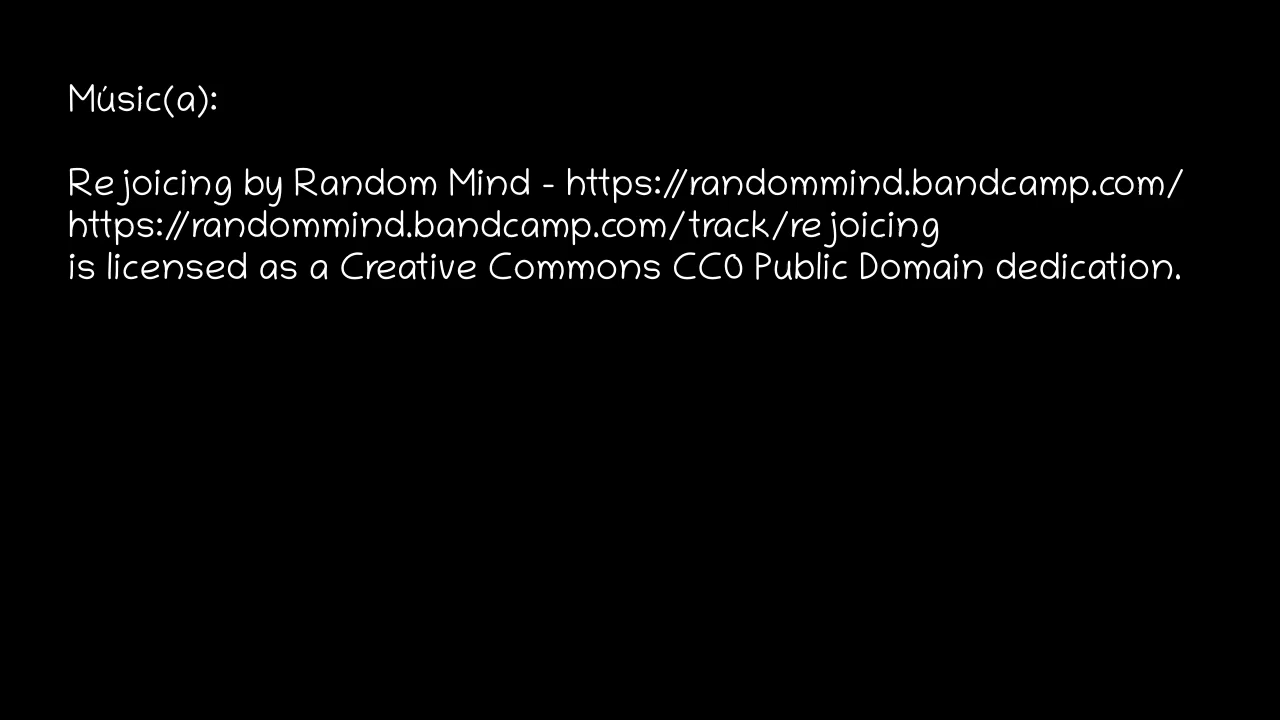 Músic(a):
Rejoicing by Random Mind - https://randommind.bandcamp.com/
https://randommind.bandcamp.com/track/rejoicing
is licensed as a Creative Commons CC0 Public Domain dedication.